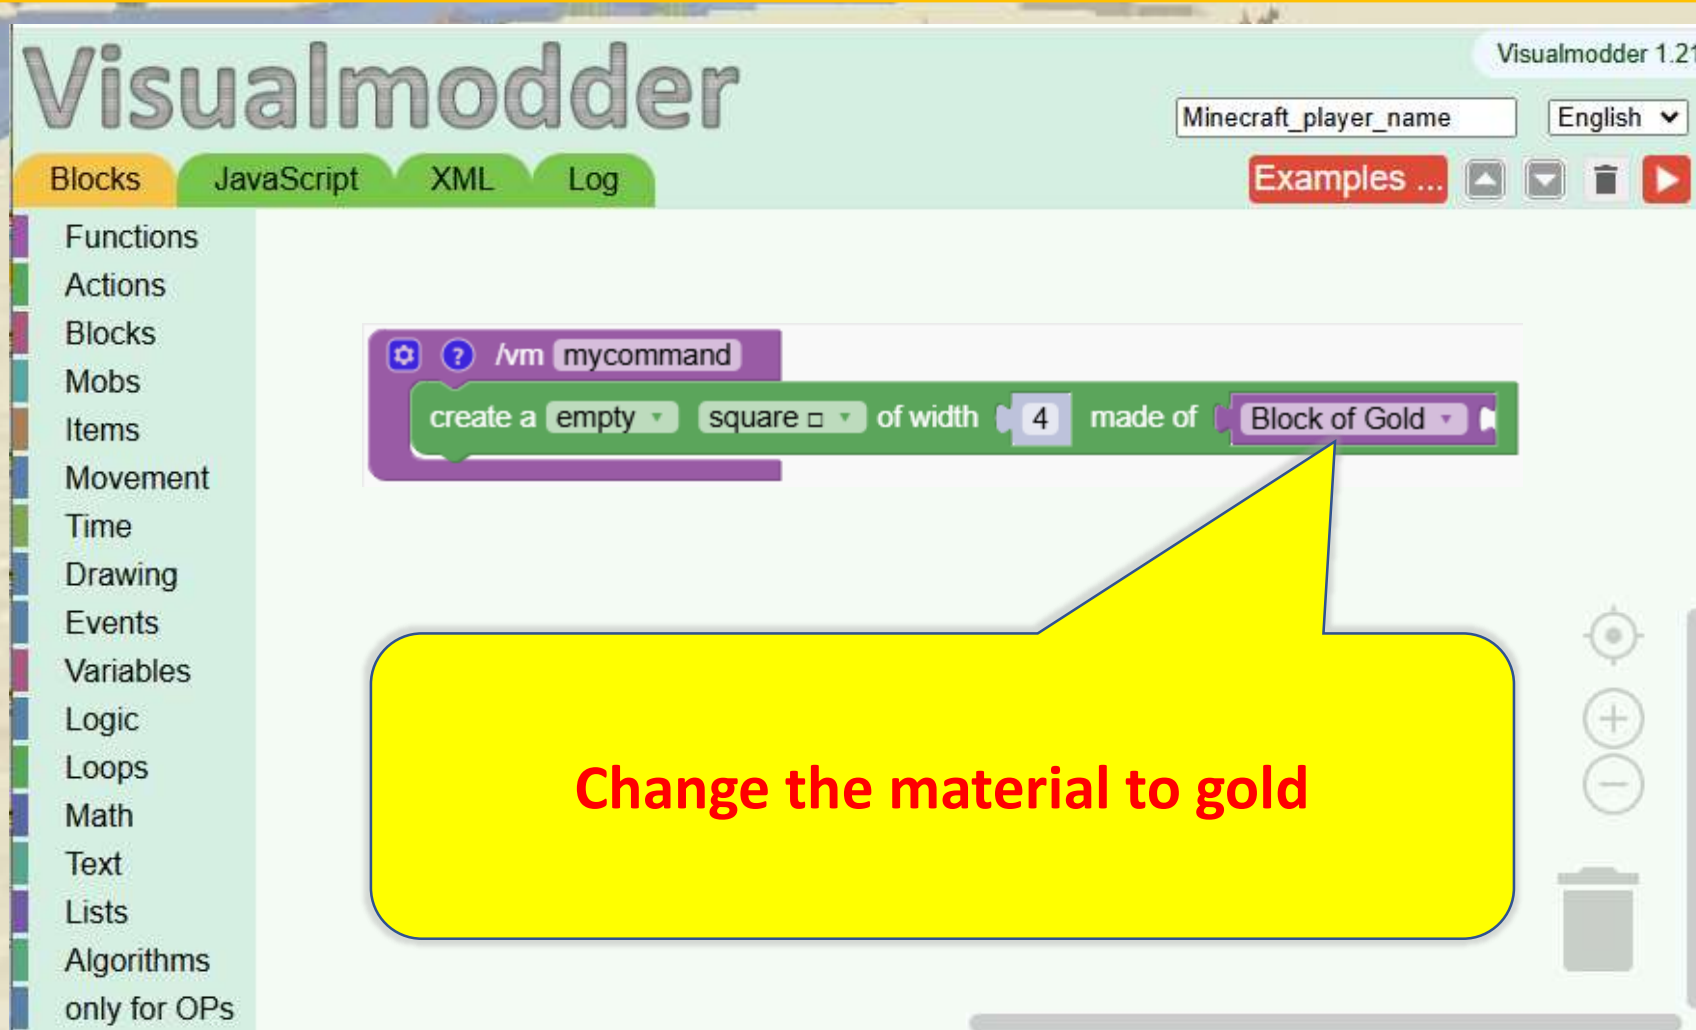 Visualmodder
Visualmodder 1.21
Minecraft_player_name
English
Blocks
JavaScript
XML
Log
Examples ...
Functions
Actions
Blocks
Mobs
Items
Movement
Time
Drawing
Events
Variables
Logic
Loops
Math
Text
Lists
Algorithms
only for OPs
/vm mycommand
create a empty square □ of width 4 made of Block of Gold
Change the material to gold